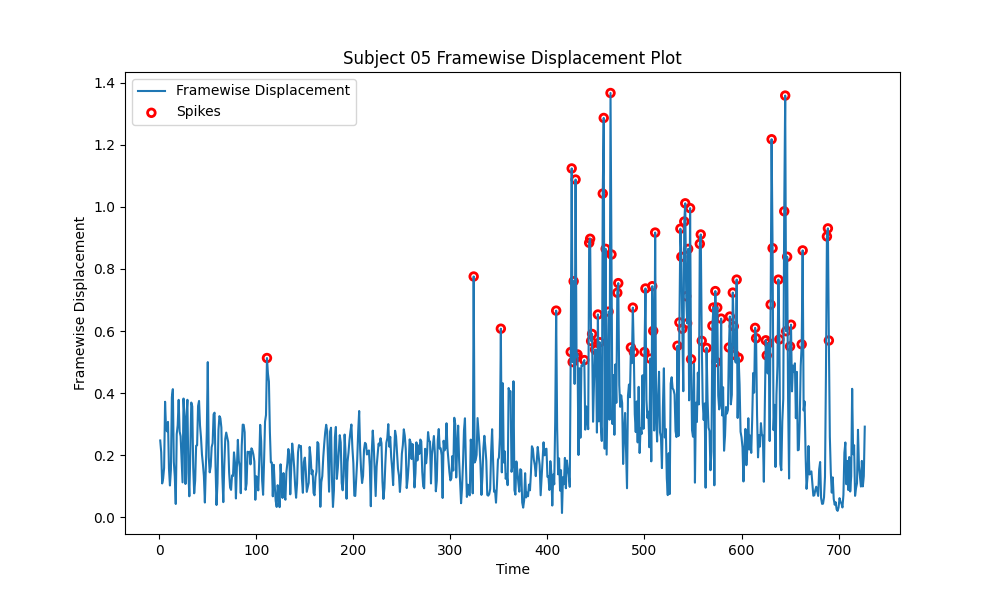 Subject 05 Framewise Displacement Plot
Framewise Displacement
Spikes
1.4
1.2
1.0
0.8
0.6
0.4
0.2
0.0
Framewise Displacement
0 100 200 300 400 500 600 700
Time